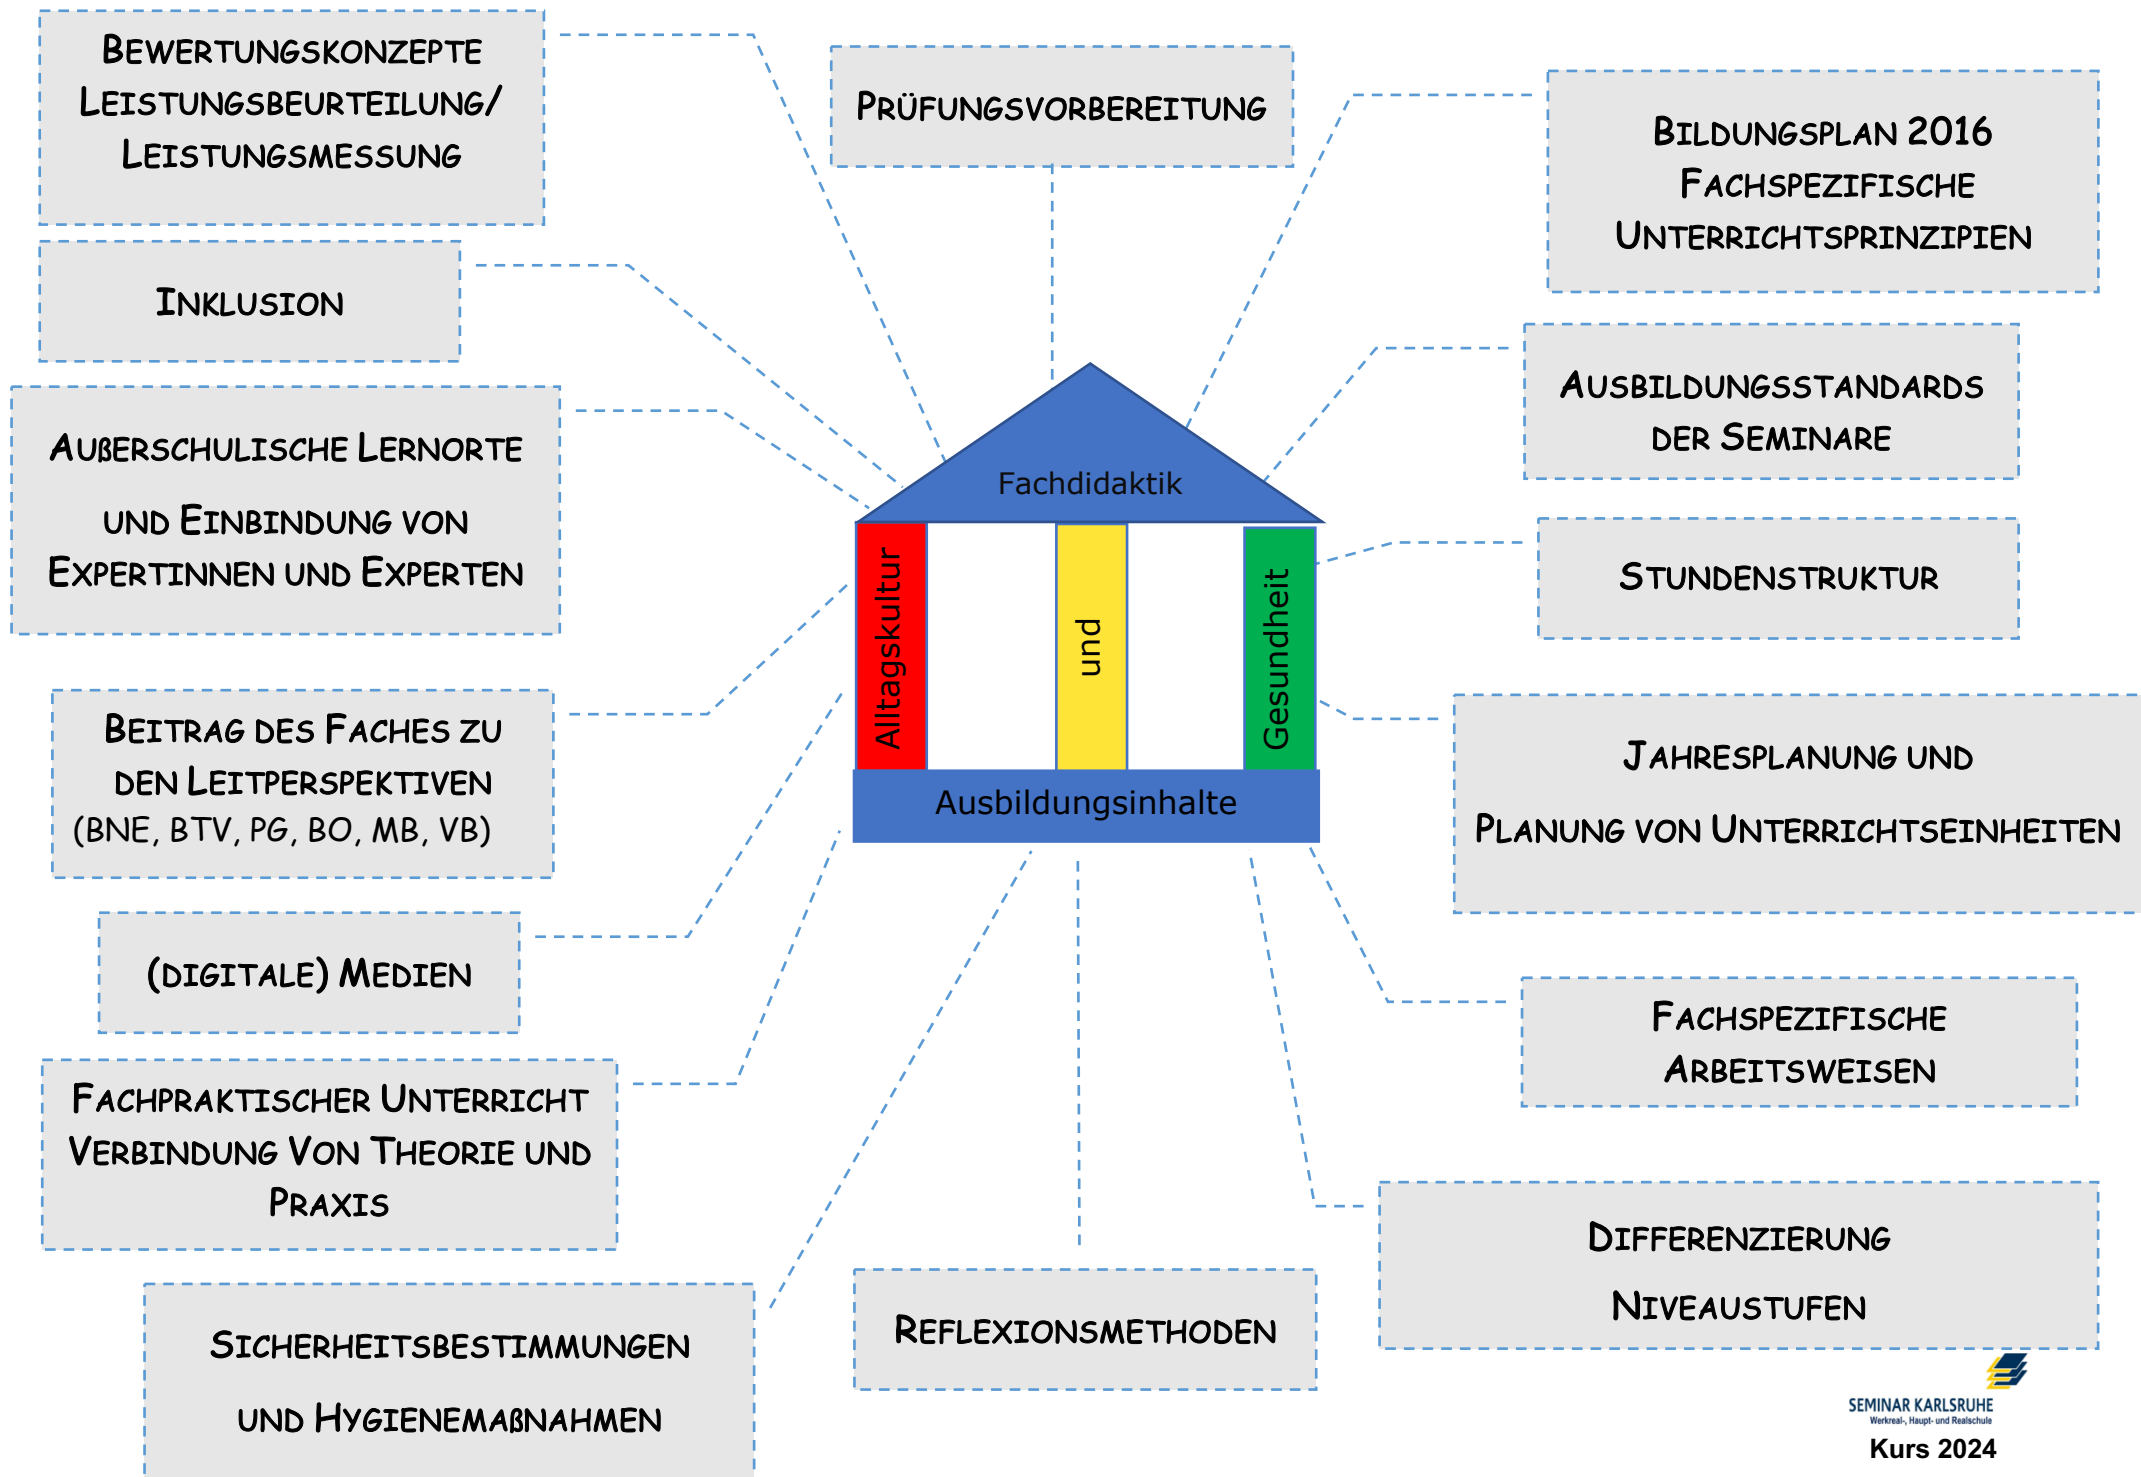 Bewertungskonzepte
Leistungsbeurteilung/
Leistungsmessung
Prüfungsvorbereitung
Bildungsplan 2016
Fachspezifische
Unterrichtsprinzipien
Inklusion
Ausbildungsstandards
der Seminare
Außerschulische Lernorte
und Einbindung von
Expertinnen und Experten
Fachdidaktik
Alltagskultur
und
Gesundheit
Ausbildungsinhalte
Stundenstruktur
Beitrag des Faches zu
den Leitperspektiven
(BNE, BTV, PG, BO, MB, VB)
Jahresplanung und
Planung von Unterrichtseinheiten
(digitale) Medien
Fachspezifische
Arbeitsweisen
Fachpraktischer Unterricht
Verbindung Von Theorie und
Praxis
Differenzierung
Niveaustufen
Sicherheitsbestimmungen
und Hygienemaßnahmen
Reflexionsmethoden
SEMINAR KARLSRUHE
Werkreal-, Haupt- und Realschule
Kurs 2024